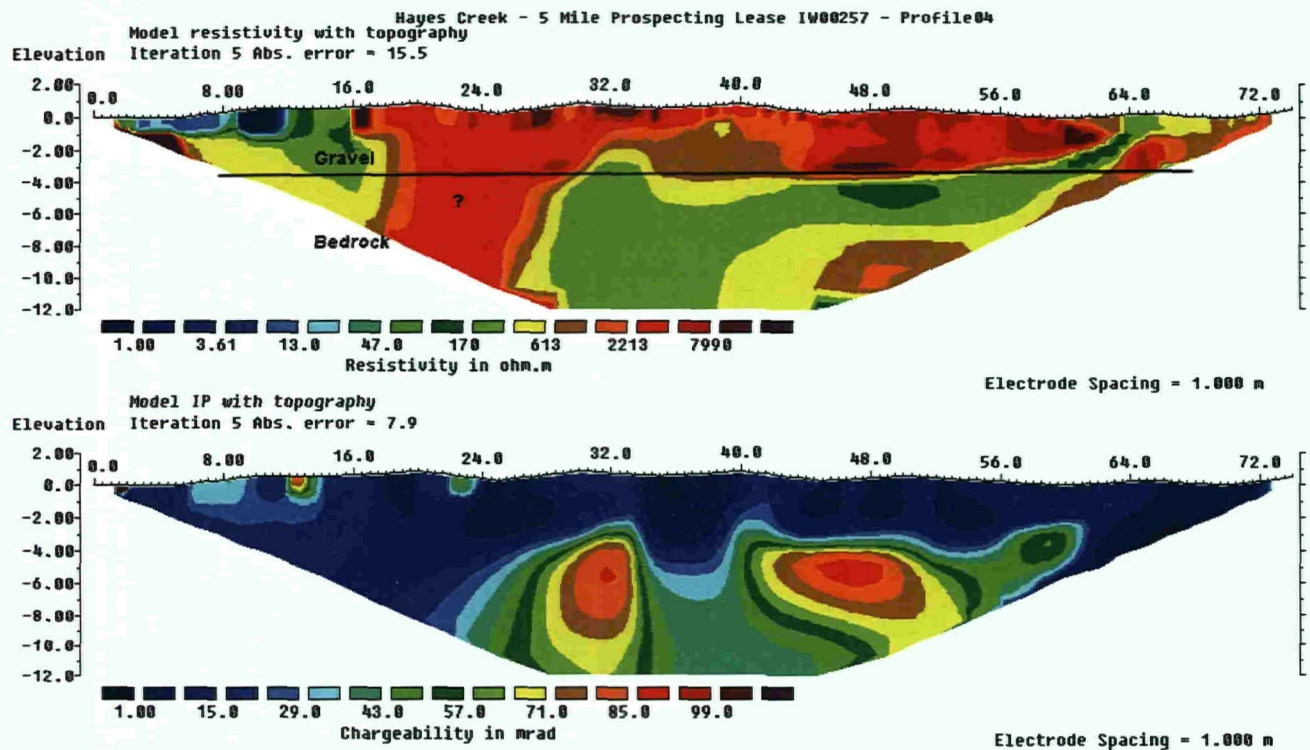 Hayes Creek - 5 Mile Prospecting Lease IW00257 - Profile04
Model resistivity with topography
Elevation Iteration 5 Abs. error = 15.5
0.0 8.00 16.0 24.0 32.0 40.0 48.0 56.0 64.0 72.0
2.00
0.0
-2.00
-4.00
-6.00
-8.00
-10.0
-12.0
Gravel
?
Bedrock
1.00 3.61 13.0 47.0 170 613 2213 7990
Resistivity in ohm.m
Electrode Spacing = 1.000 m
Model IP with topography
Elevation Iteration 5 Abs. error = 7.9
0.0 8.00 16.0 24.0 32.0 40.0 48.0 56.0 64.0 72.0
2.00
0.0
-2.00
-4.00
-6.00
-8.00
-10.0
-12.0
1.00 15.0 29.0 43.0 57.0 71.0 85.0 99.0
Chargeability in mrad
Electrode Spacing = 1.000 m